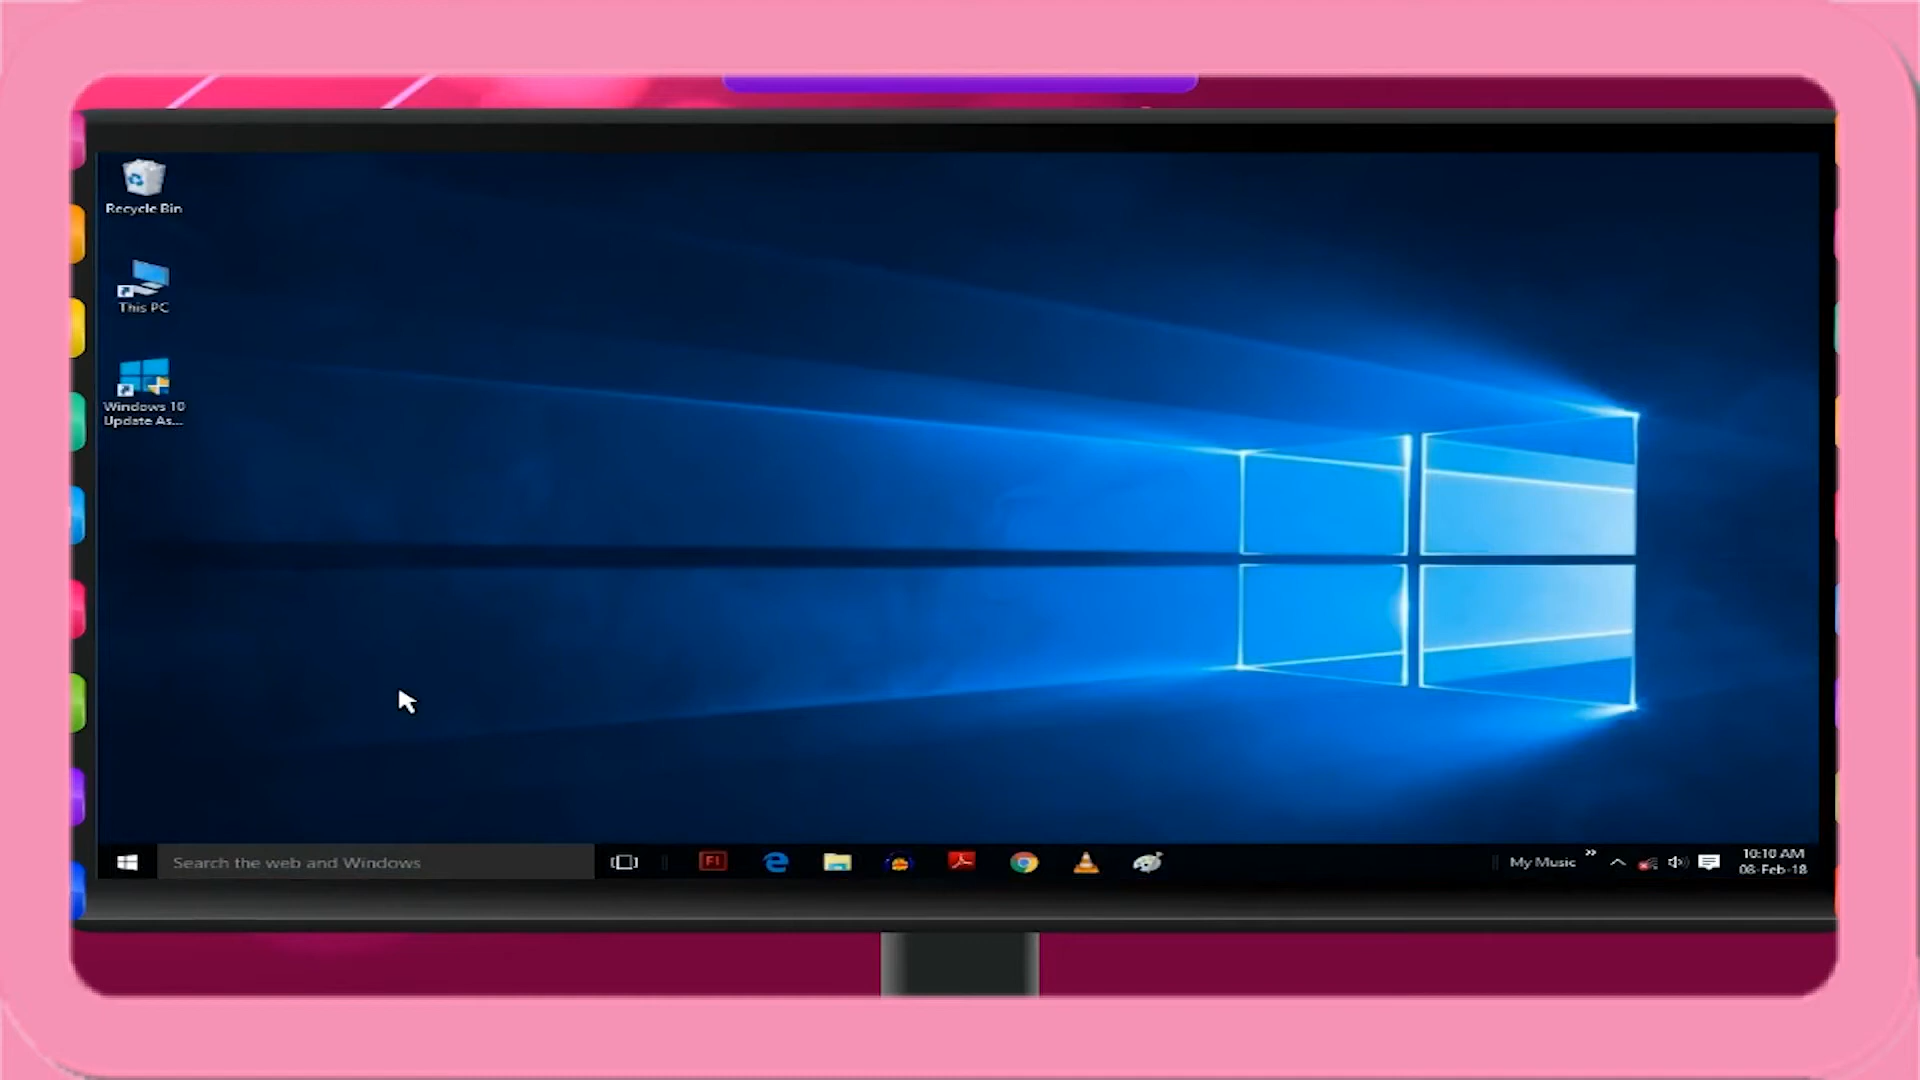 Recycle Bin
This PC
Windows 10
Update As...
Search the web and Windows
Fl
My Music
10:10 AM
08-Feb-18